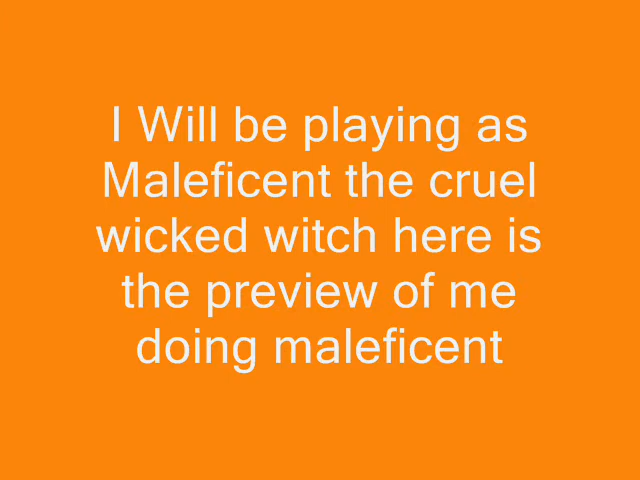 I Will be playing as
Maleficent the cruel
wicked witch here is
the preview of me
doing maleficent